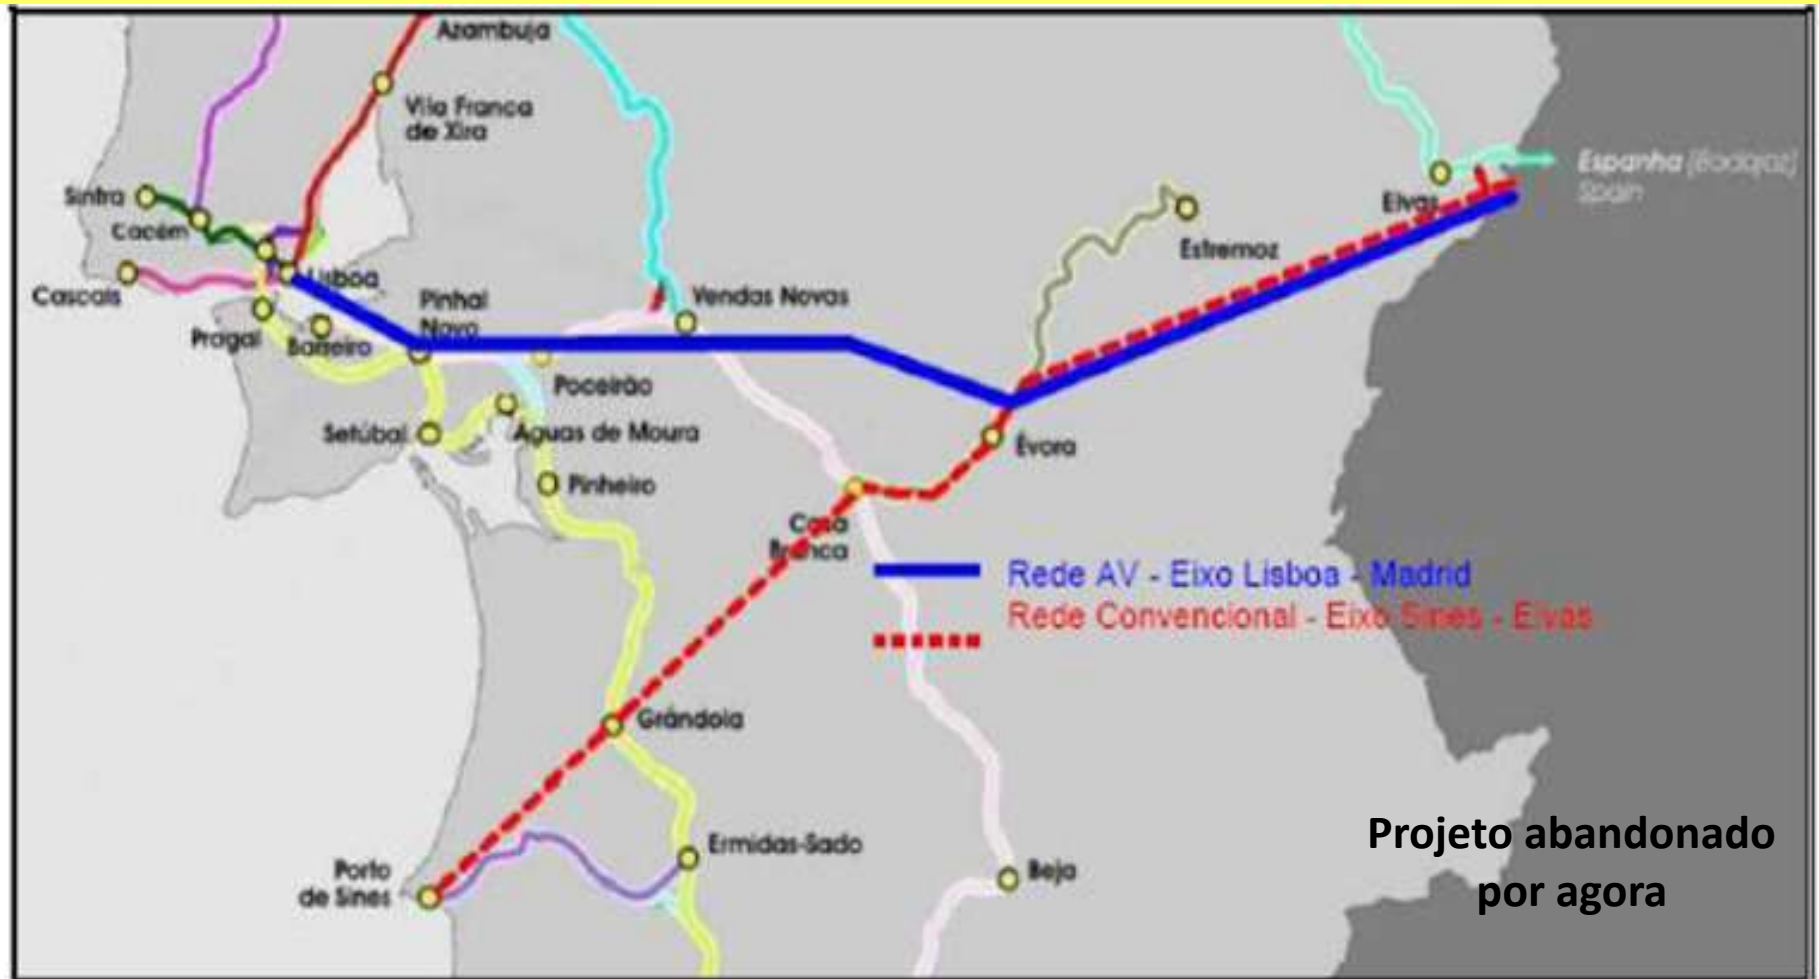 Azambuja
Vila Franca
de Xira
Sintra
Cacém
Cascais
Lisboa
Pragal
Barreiro
Pinhal
Novo
Vendas Novas
Poceirão
Setúbal
Águas de Moura
Pinheiro
Estremoz
Elvas
Espanha (Badajoz)
Spain
Évora
Casa
Branca
Rede AV - Eixo Lisboa - Madrid
Rede Convencional - Eixo Sines - Elvas
Grândola
Ermidas-Sado
Porto
de Sines
Beja
Projeto abandonado
por agora